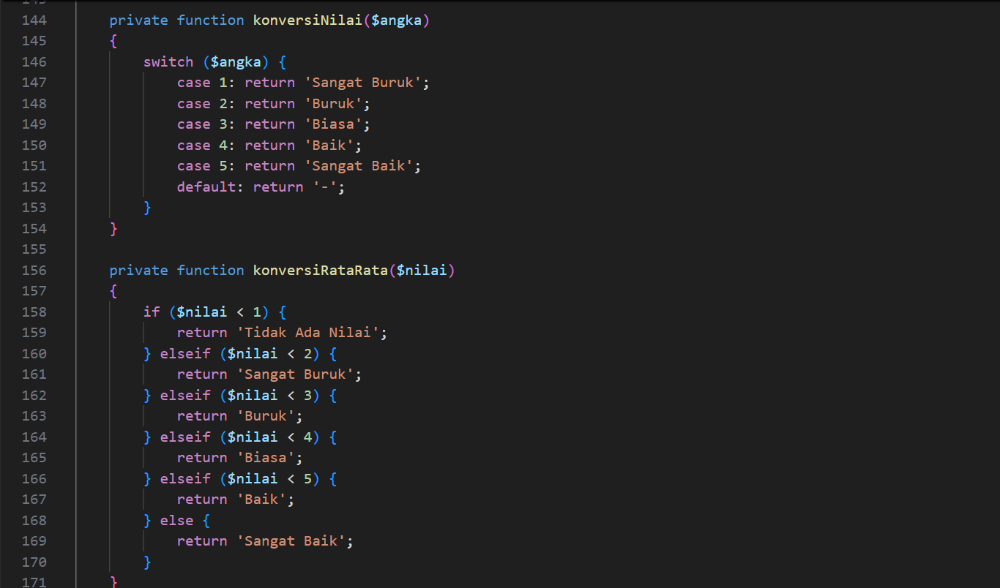 144 private function konversiNilai($angka)
145 {
146 switch ($angka) {
147 case 1: return 'Sangat Buruk';
148 case 2: return 'Buruk';
149 case 3: return 'Biasa';
150 case 4: return 'Baik';
151 case 5: return 'Sangat Baik';
152 default: return '-';
153 }
154 }
155
156 private function konversiRataRata($nilai)
157 {
158 if ($nilai < 1) {
159 return 'Tidak Ada Nilai';
160 } elseif ($nilai < 2) {
161 return 'Sangat Buruk';
162 } elseif ($nilai < 3) {
163 return 'Buruk';
164 } elseif ($nilai < 4) {
165 return 'Biasa';
166 } elseif ($nilai < 5) {
167 return 'Baik';
168 } else {
169 return 'Sangat Baik';
170 }
171 }